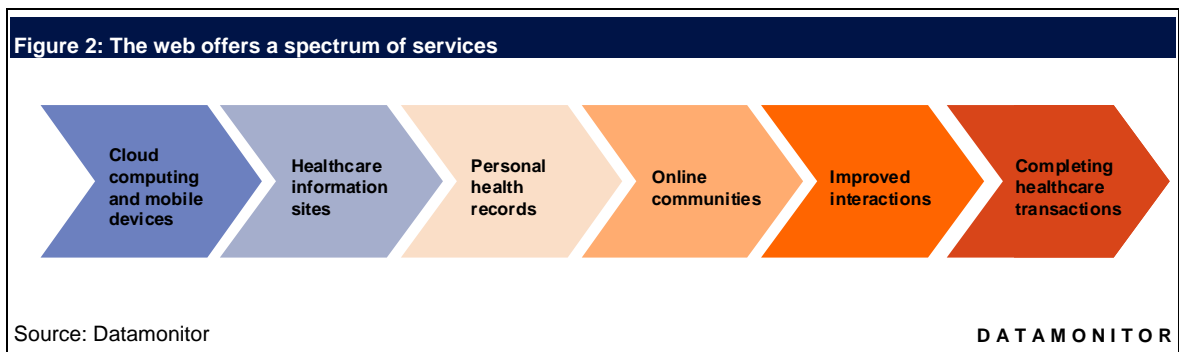 Figure 2: The web offers a spectrum of services
Cloud
computing
and mobile
devices
Healthcare
information
sites
Personal
health
records
Online
communities
Improved
interactions
Completing
healthcare
transactions
Source: Datamonitor
DATAMONITOR